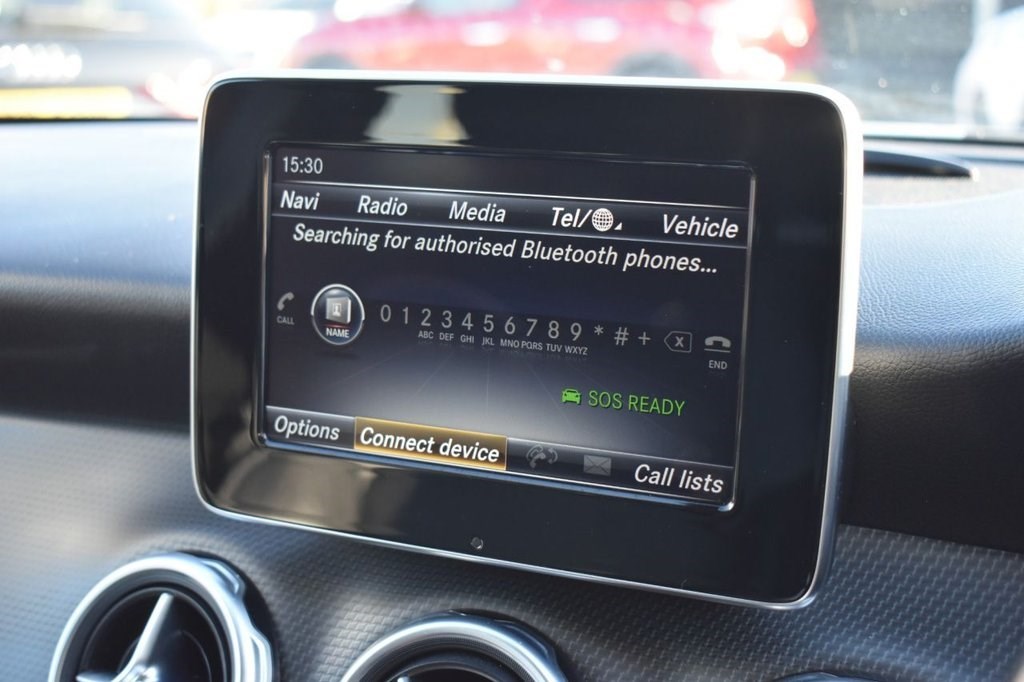 15:30
Navi Radio Media Tel/ Vehicle
Searching for authorised Bluetooth phones...
CALL NAME 0 1 2 3 4 5 6 7 8 9 * # + X END
ABC DEF GHI JKL MNO PQRS TUV WXYZ
SOS READY
Options Connect device Call lists